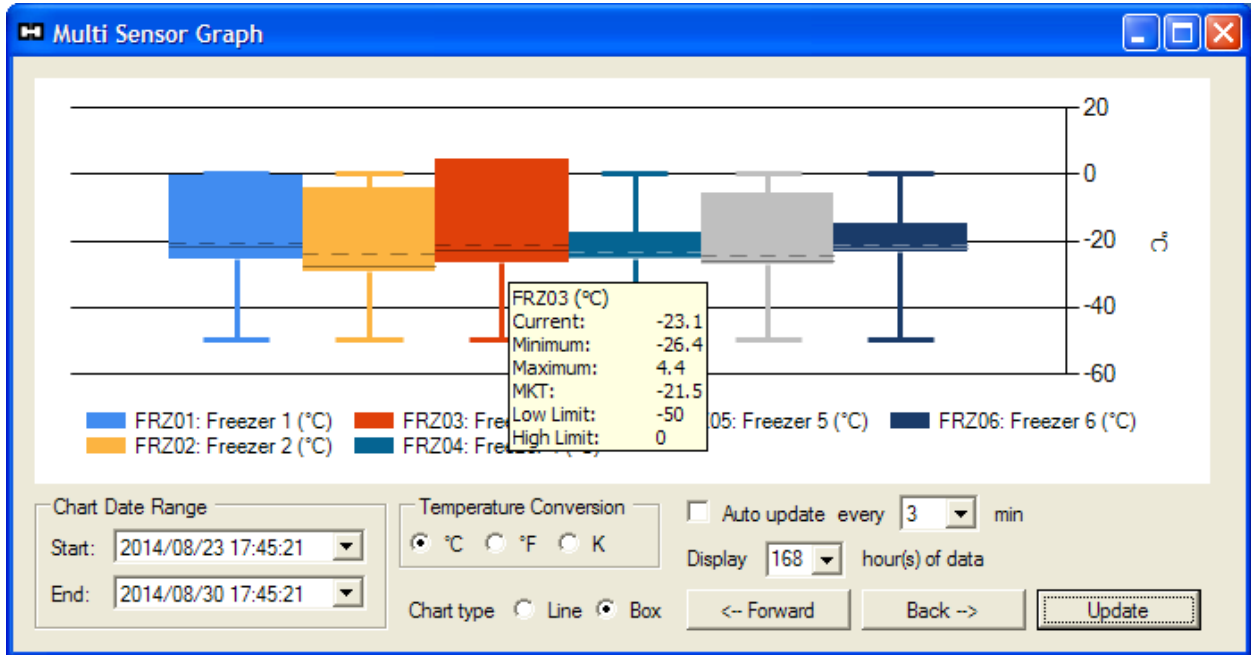 Multi Sensor Graph
20
0
-20
°C
-40
-60
FRZ03 (°C)
Current: -23.1
Minimum: -26.4
Maximum: 4.4
MKT: -21.5
Low Limit: -50
High Limit: 0
FRZ01: Freezer 1 (°C) FRZ03: 05: Freezer 5 (°C) FRZ06: Freezer 6 (°C)
FRZ02: Freezer 2 (°C) FRZ04:
Chart Date Range
Start: 2014/08/23 17:45:21
End: 2014/08/30 17:45:21
Temperature Conversion
°C °F K
Chart type Line Box
Auto update every 3 min
Display 168 hour(s) of data
<-- Forward Back --> Update